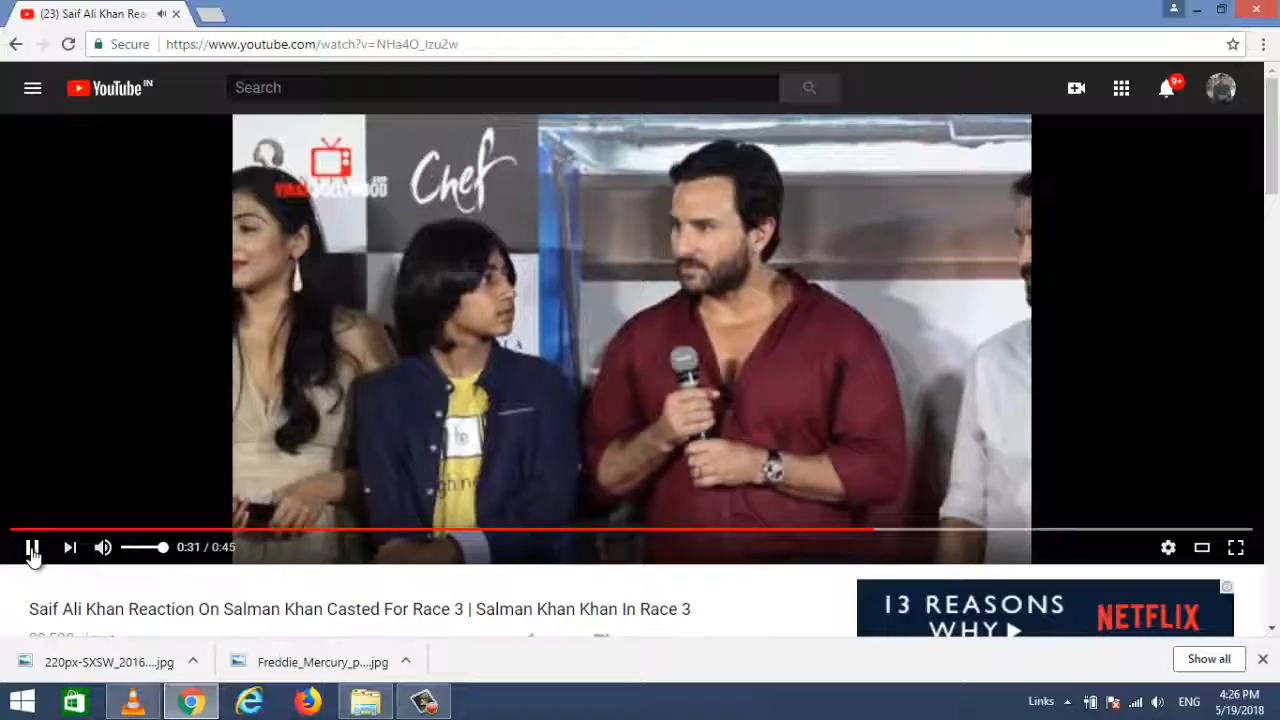 (23) Saif Ali Khan Rea
Secure https://www.youtube.com/watch?v=NHa4O_Izu2w
YouTube IN
Search
9+
Chef
0:31 / 0:45
Saif Ali Khan Reaction On Salman Khan Casted For Race 3 | Salman Khan Khan In Race 3
13 REASONS
WHY
NETFLIX
220px-SXSW_2016....jpg
Freddie_Mercury_p....jpg
Show all
Links
ENG
4:26 PM
5/19/2018